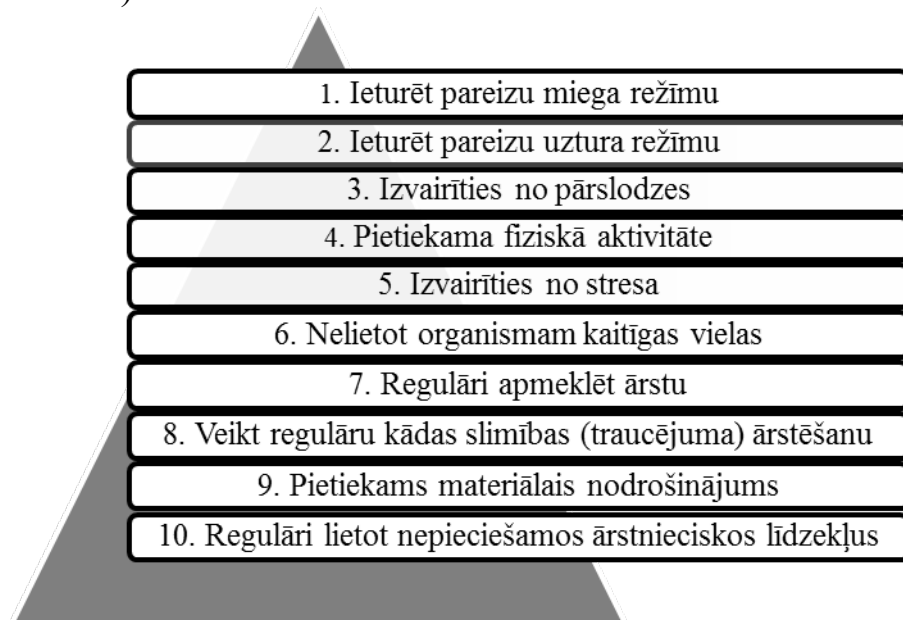 1. Ieturēt pareizu miega režīmu
2. Ieturēt pareizu uztura režīmu
3. Izvairīties no pārslodzes
4. Pietiekama fiziskā aktivitāte
5. Izvairīties no stresa
6. Nelietot organismam kaitīgas vielas
7. Regulāri apmeklēt ārstu
8. Veikt regulāru kādas slimības (traucējuma) ārstēšanu
9. Pietiekams materiālais nodrošinājums
10. Regulāri lietot nepieciešamos ārstnieciskos līdzekļus